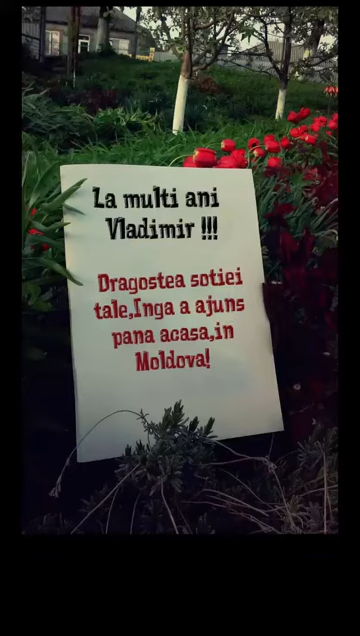 La multi ani
Vladimir !!!
Dragostea sotiei
tale,Inga a ajuns
pana acasa,in
Moldova!